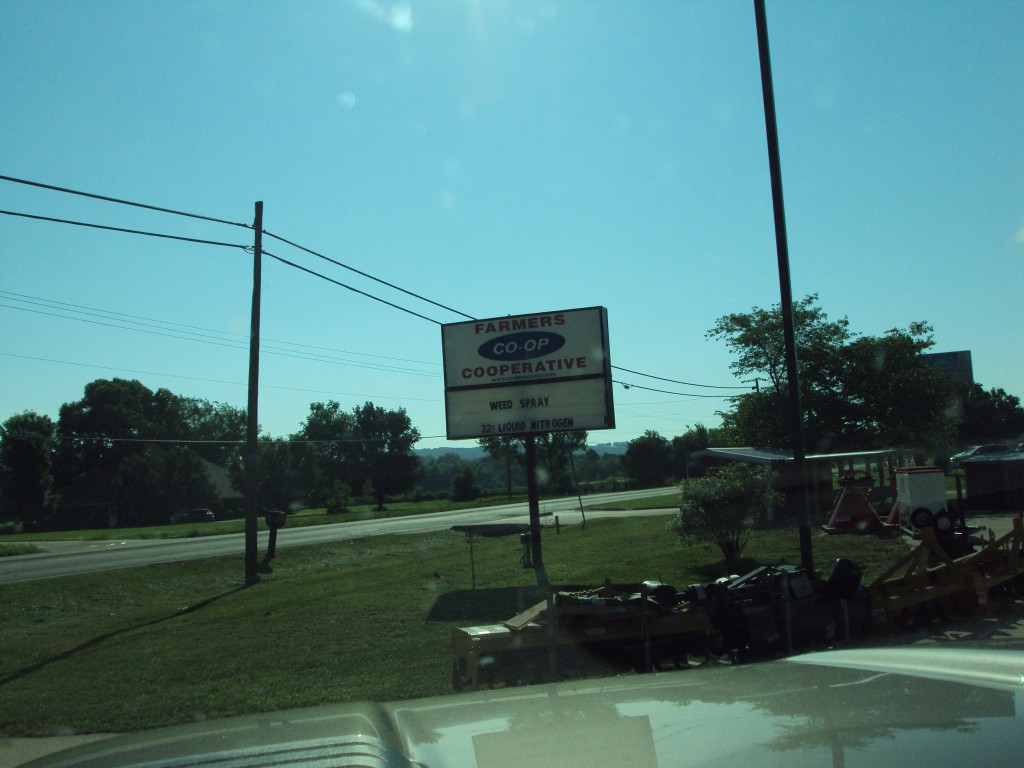 FARMERS
CO-OP
COOPERATIVE
WEED SPRAY
32% LIQUID NITROGEN